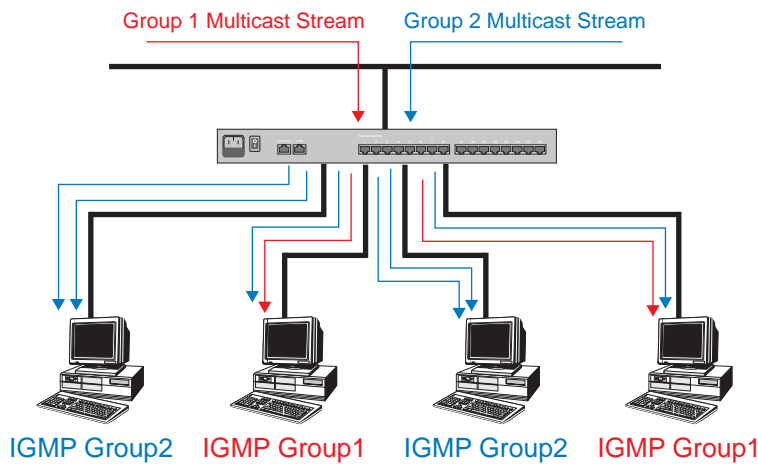 Group 1 Multicast Stream
Group 2 Multicast Stream
IGMP Group2
IGMP Group1
IGMP Group2
IGMP Group1